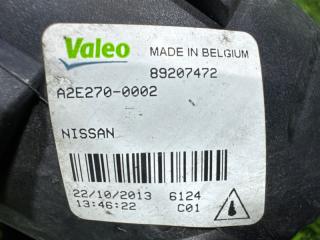 Valeo
MADE IN BELGIUM
89207472
A2E270-0002
NISSAN
22/10/2013 6124
13:46:22 C01